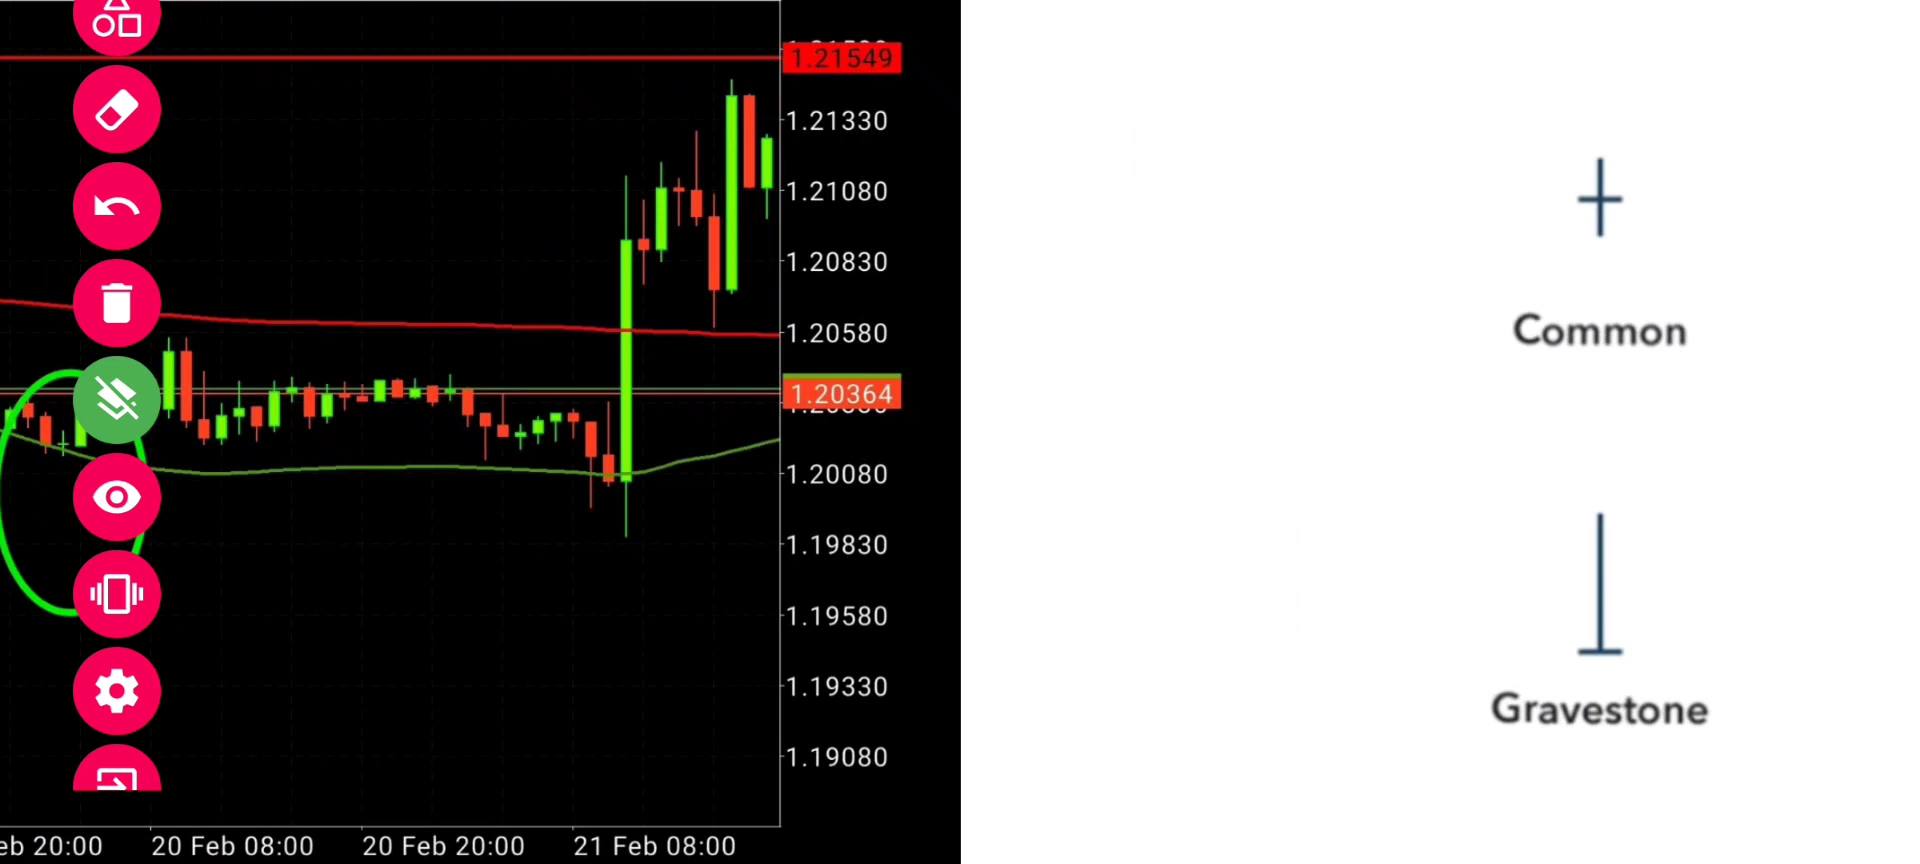 1.21549
1.21330
1.21080
1.20830
1.20580
1.20364
1.20080
1.19830
1.19580
1.19330
1.19080
eb 20:00
20 Feb 08:00
20 Feb 20:00
21 Feb 08:00
Common
Gravestone